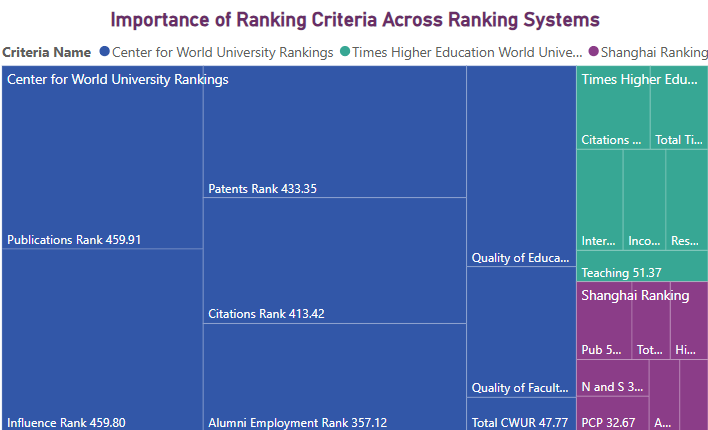 Importance of Ranking Criteria Across Ranking Systems
Criteria Name Center for World University Rankings Times Higher Education World Unive... Shanghai Ranking
Center for World University Rankings
Publications Rank 459.91
Influence Rank 459.80
Patents Rank 433.35
Citations Rank 413.42
Alumni Employment Rank 357.12
Quality of Educa...
Quality of Facult...
Total CWUR 47.77
Times Higher Edu...
Citations ...
Total Ti...
Inter...
Inco...
Res...
Teaching 51.37
Shanghai Ranking
Pub 5...
Tot...
Hi...
N and S 3...
PCP 32.67
A...